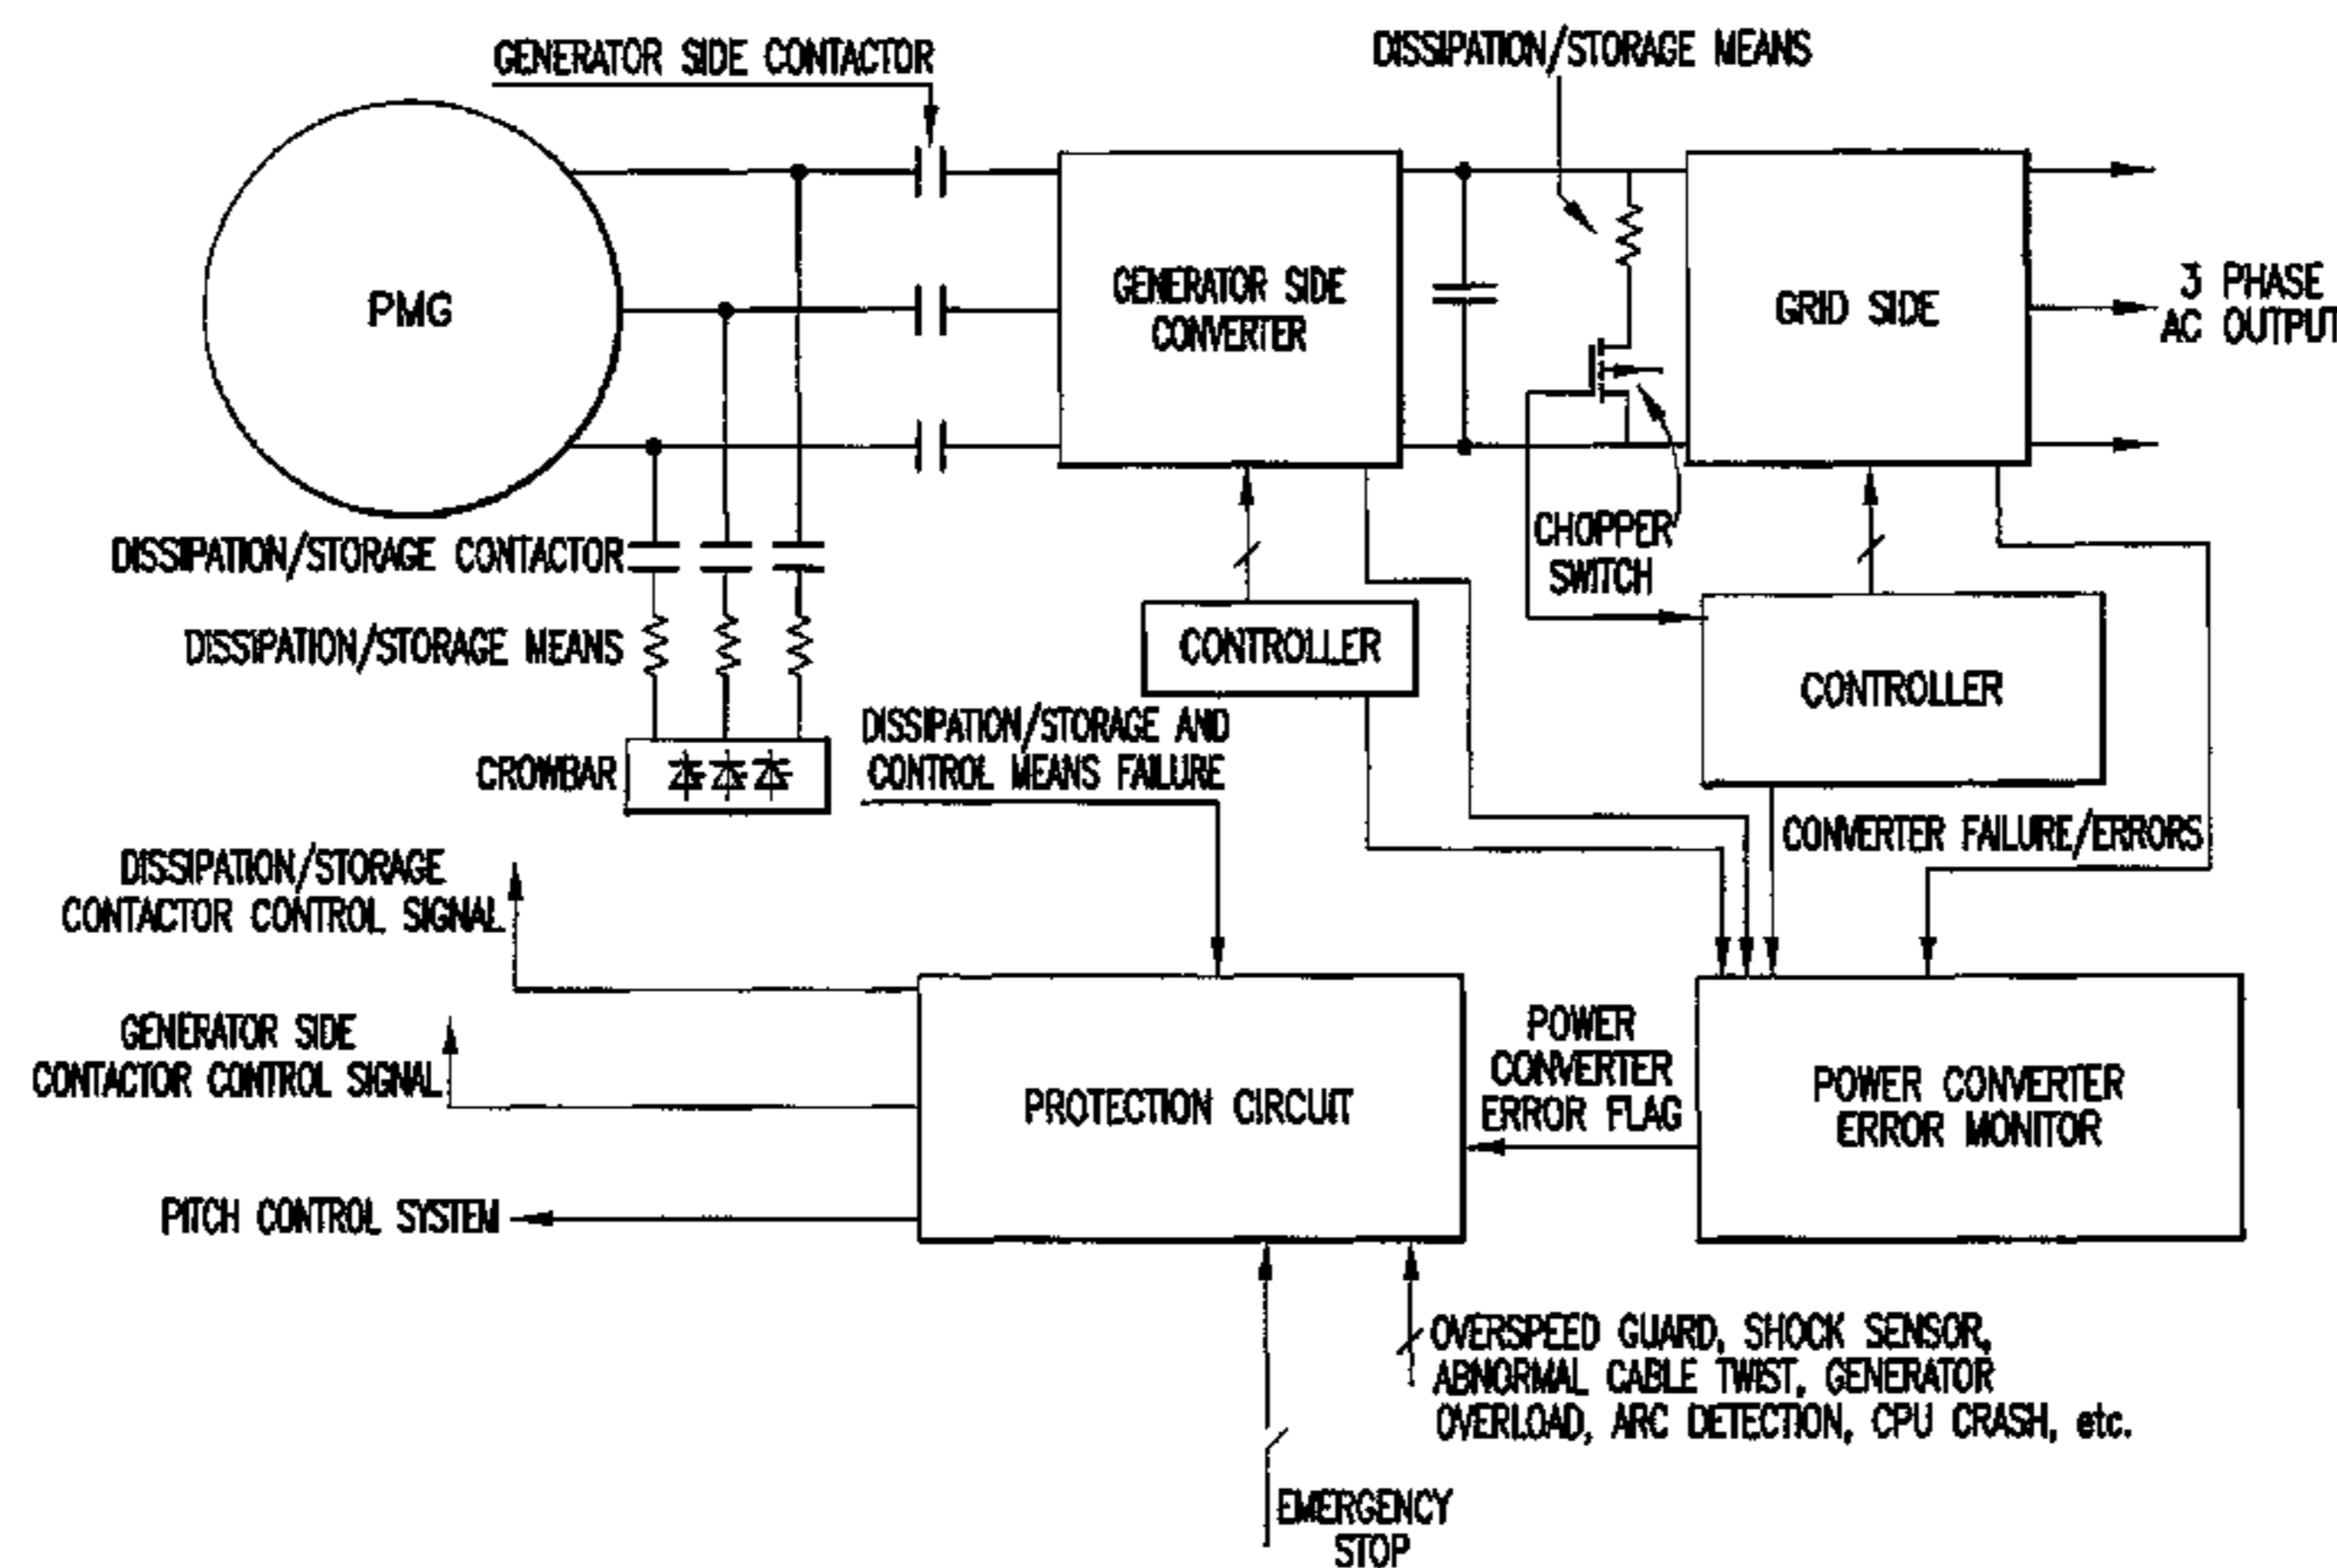 GENERATOR SIDE CONTACTOR
DISSIPATION/STORAGE MEANS
PMG
GENERATOR SIDE
CONVERTER
GRID SIDE
3 PHASE
AC OUTPUT
DISSIPATION/STORAGE CONTACTOR
CHOPPER
SWITCH
DISSIPATION/STORAGE MEANS
CONTROLLER
CONTROLLER
DISSIPATION/STORAGE AND
CONTROL MEANS FAILURE
CROWBAR
CONVERTER FAILURE/ERRORS
DISSIPATION/STORAGE
CONTACTOR CONTROL SIGNAL
GENERATOR SIDE
CONTACTOR CONTROL SIGNAL
PROTECTION CIRCUIT
POWER
CONVERTER
ERROR FLAG
POWER CONVERTER
ERROR MONITOR
PITCH CONTROL SYSTEM
OVERSPEED GUARD, SHOCK SENSOR,
ABNORMAL CABLE TWIST, GENERATOR
OVERLOAD, ARC DETECTION, CPU CRASH, etc.
EMERGENCY
STOP